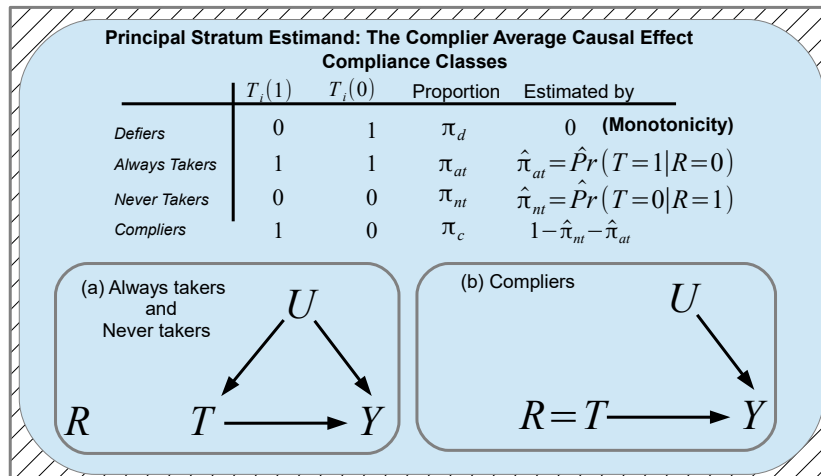 Principal Stratum Estimand: The Complier Average Causal Effect
Compliance Classes
T_i(1) T_i(0) Proportion Estimated by
Defiers 0 1 π_d 0 (Monotonicity)
Always Takers 1 1 π_at π̂_at = P̂r(T=1|R=0)
Never Takers 0 0 π_nt π̂_nt = P̂r(T=0|R=1)
Compliers 1 0 π_c 1−π̂_nt−π̂_at
(a) Always takers
and
Never takers
U
R T Y
(b) Compliers
U
R=T Y